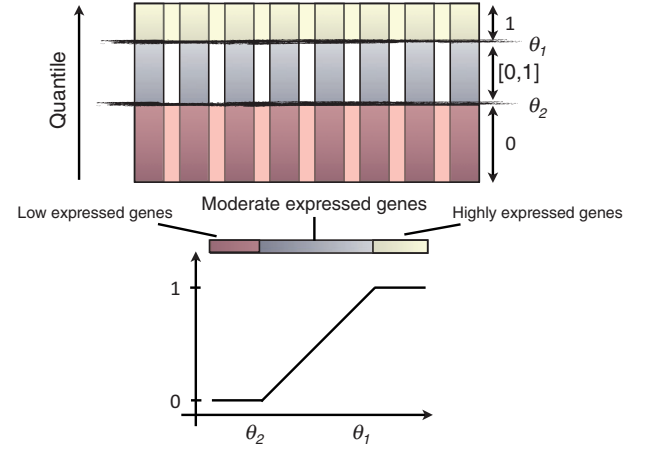 Quantile
1
θ1
[0,1]
θ2
0
Low expressed genes
Moderate expressed genes
Highly expressed genes
1
0
θ2
θ1